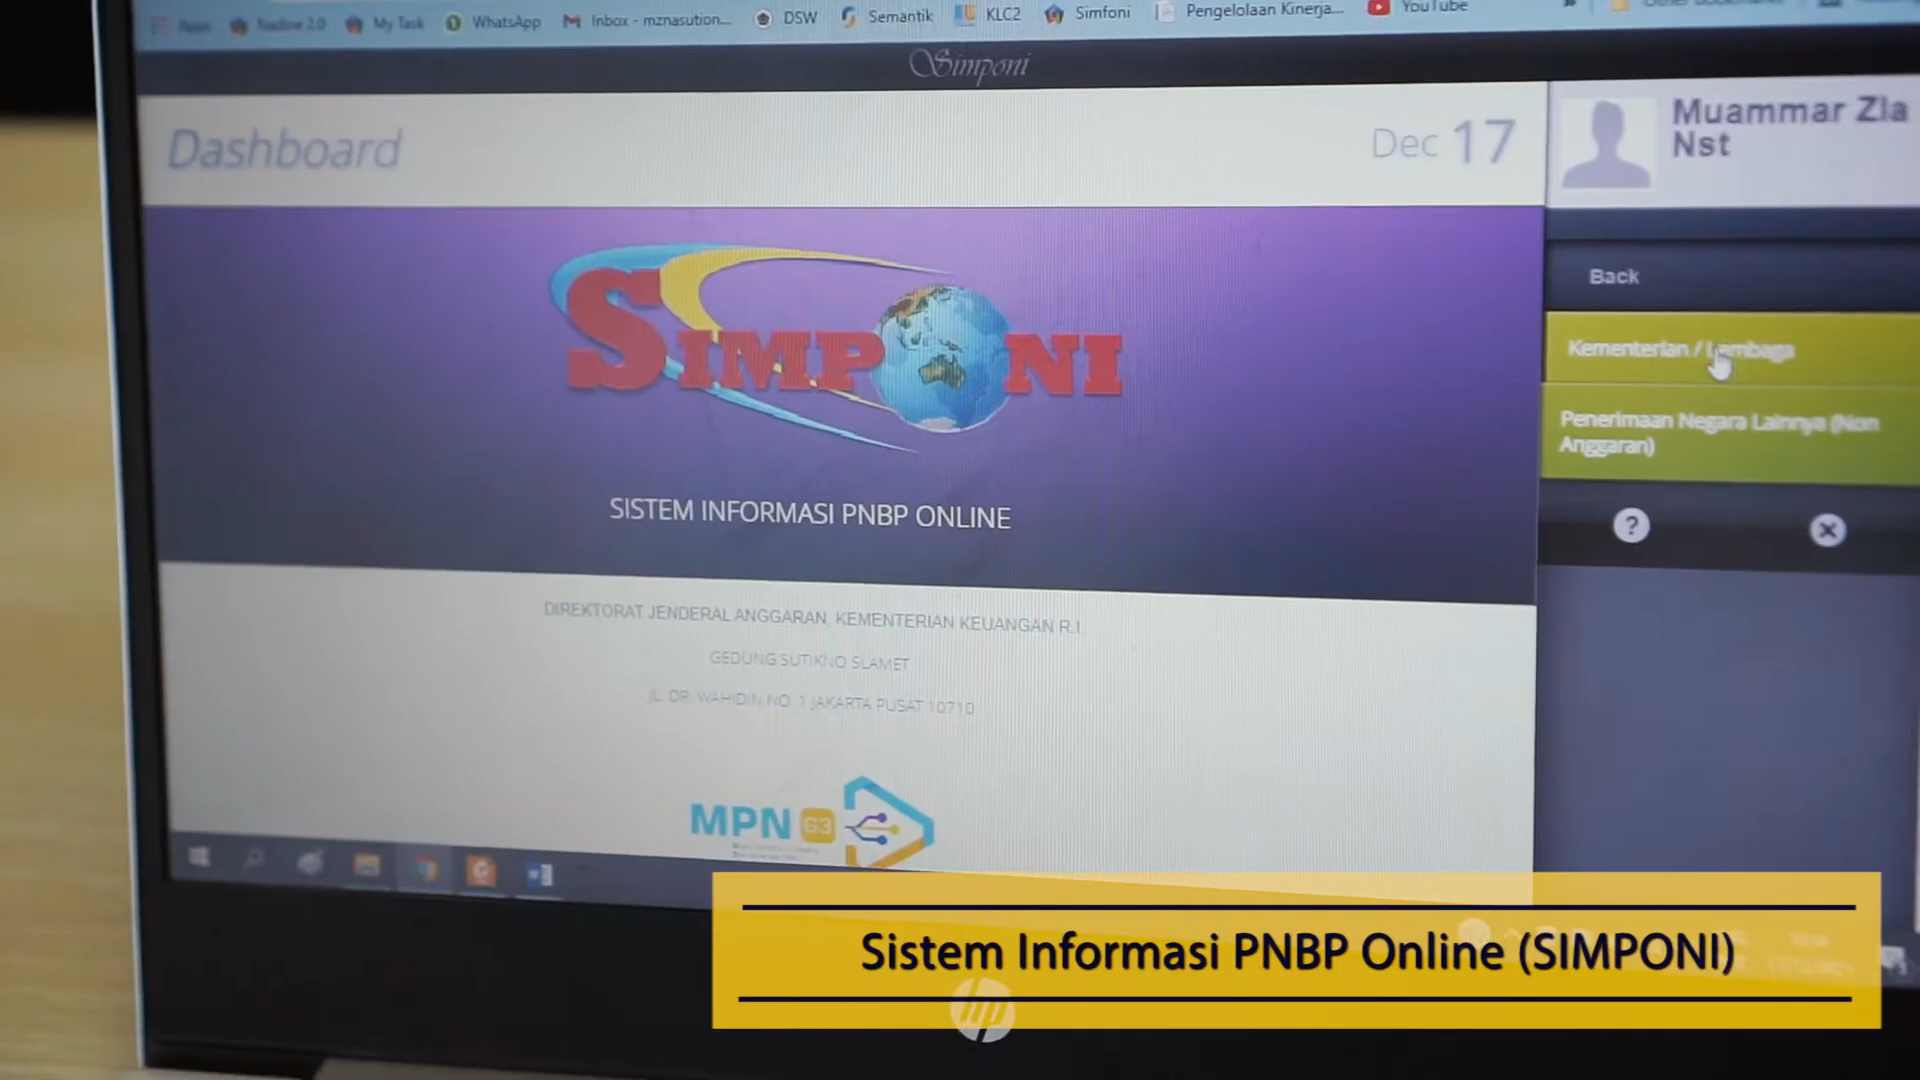 Apps Nadine 2.0 My Task WhatsApp Inbox - mznasution... DSW Semantik KLC2 Simfoni Pengelolaan Kinerja... YouTube » Other bookmarks
Simponi
Dashboard
Dec 17
Muammar Zia
Nst
Back
Kementerian / Lembaga
Penerimaan Negara Lainnya (Non
Anggaran)
?
SIMPONI
SISTEM INFORMASI PNBP ONLINE
DIREKTORAT JENDERAL ANGGARAN, KEMENTERIAN KEUANGAN R.I
GEDUNG SUTIKNO SLAMET
JL. DR. WAHIDIN NO. 1 JAKARTA PUSAT 10710
MPN G3
Sistem Informasi PNBP Online (SIMPONI)
hp